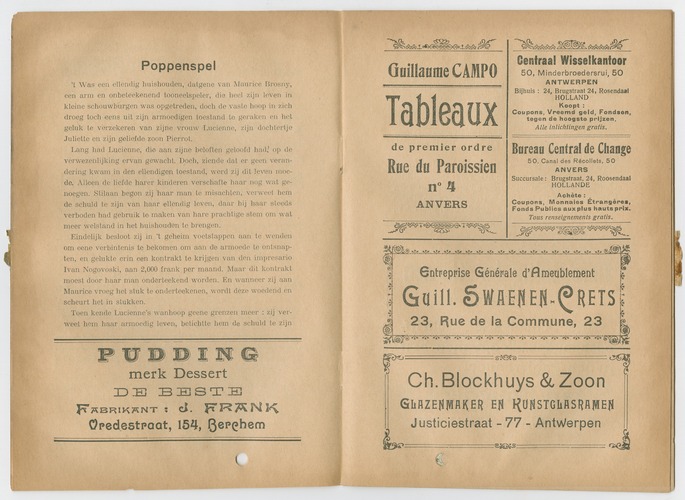 Poppenspel
't Was een ellendig huishouden, datgene van Maurice Brosny,
een arm en onbeteekenend tooneelspeler, die heel zijn leven in
kleine schouwburgen was opgetreden, doch de vaste hoop in zich
droeg toch eens uit zijn armoedigen toestand te geraken en het
geluk te verzekeren van zijne vrouw Lucienne, zijn dochtertje
Juliette en zijn geliefde zoon Pierrot.
Lang had Lucienne, die aan zijne beloften geloofd had, op de
verwezenlijking ervan gewacht. Doch, ziende dat er geen veran-
dering kwam in den ellendigen toestand, werd zij dit leven moe-
de. Alleen de liefde harer kinderen verschafte haar nog wat ge-
noegen. Stilaan begon zij haar man te misachten, verweet hem
de schuld te zijn van haar ellendig leven, daar hij haar steeds
verboden had gebruik te maken van hare prachtige stem om wat
meer welstand in het huishouden te brengen.
Eindelijk besloot zij in 't geheim voetstappen aan te wenden
om eene verbintenis te bekomen om aan de armoede te ontsnap-
pen, en gelukte erin een kontrakt te krijgen van den impresario
Ivan Nogovoski, aan 2,000 frank per maand. Maar dit kontrakt
moest door haar man onderteekend worden. En wanneer zij aan
Maurice vroeg het stuk te onderteekenen, wordt deze woedend en
scheurt het in stukken.
Toen kende Lucienne's wanhoop geene grenzen meer : zij ver-
weet hem haar armoedig leven, betichtte hem de schuld te zijn
PUDDING
merk Dessert
DE BESTE
FABRIKANT : J. FRANK
Vredestraat, 154, Berchem
Guillaume CAMPO
Tableaux
de premier ordre
Rue du Paroissien
nº 4
ANVERS
Centraal Wisselkantoor
50, Minderbroedersrui, 50
ANTWERPEN
Bijhuis : 24, Brugstraat, 24, Rosendaal
HOLLAND
Koopt :
Coupons, Vreemd geld, Fondsen,
tegen de hoogste prijzen.
Alle inlichtingen gratis.
Bureau Central de Change
50. Canal des Récollets, 50
ANVERS
Succursale : Brugstraat, 24, Roosendaal
HOLLANDE
Achète :
Coupons, Monnaies Étrangères,
Fonds Publics aux plus hauts prix.
Tous renseignements gratis.
Entreprise Générale d'Ameublement
Guill. SWAENEN-CRETS
23, Rue de la Commune, 23
Ch. Blockhuys & Zoon
GLAZENMAKER EN KUNSTGLASRAMEN
Justiciestraat - 77 - Antwerpen